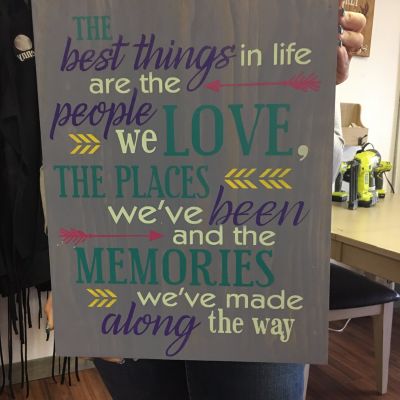 THE
best things in life
are the
people
we LOVE,
THE PLACES
we've been
and the
MEMORIES
we've made
along the way